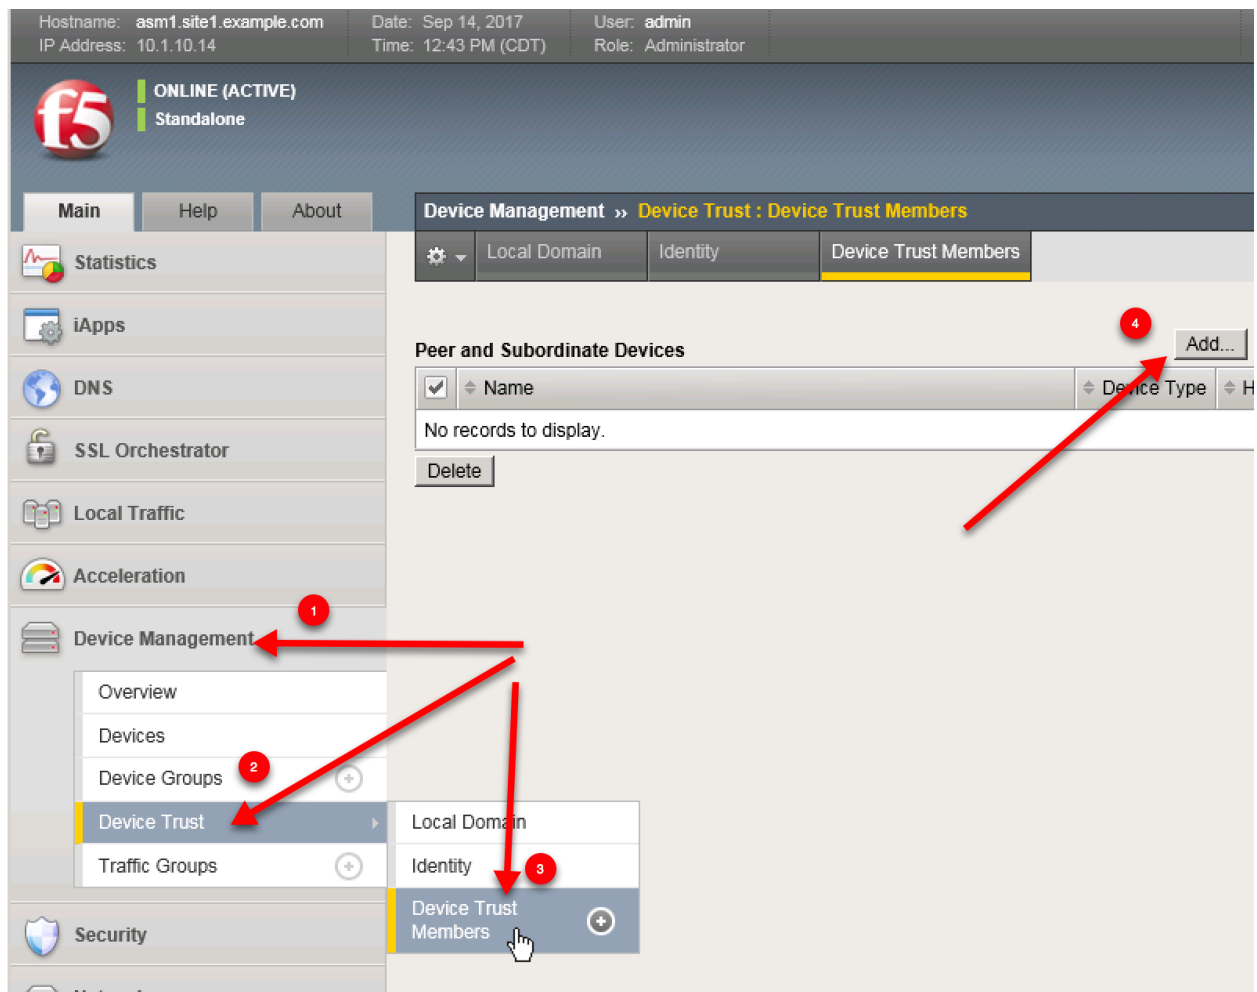 Hostname: asm1.site1.example.com Date: Sep 14, 2017 User: admin
IP Address: 10.1.10.14 Time: 12:43 PM (CDT) Role: Administrator
f5
ONLINE (ACTIVE)
Standalone
Main Help About
Device Management ›› Device Trust : Device Trust Members
Local Domain Identity Device Trust Members
Statistics
iApps
DNS
SSL Orchestrator
Local Traffic
Acceleration
Device Management
1
Overview
Devices
Device Groups
2
Device Trust
Traffic Groups
Security
Local Domain
Identity
3
Device Trust
Members
4
Peer and Subordinate Devices Add...
Name Device Type H
No records to display.
Delete